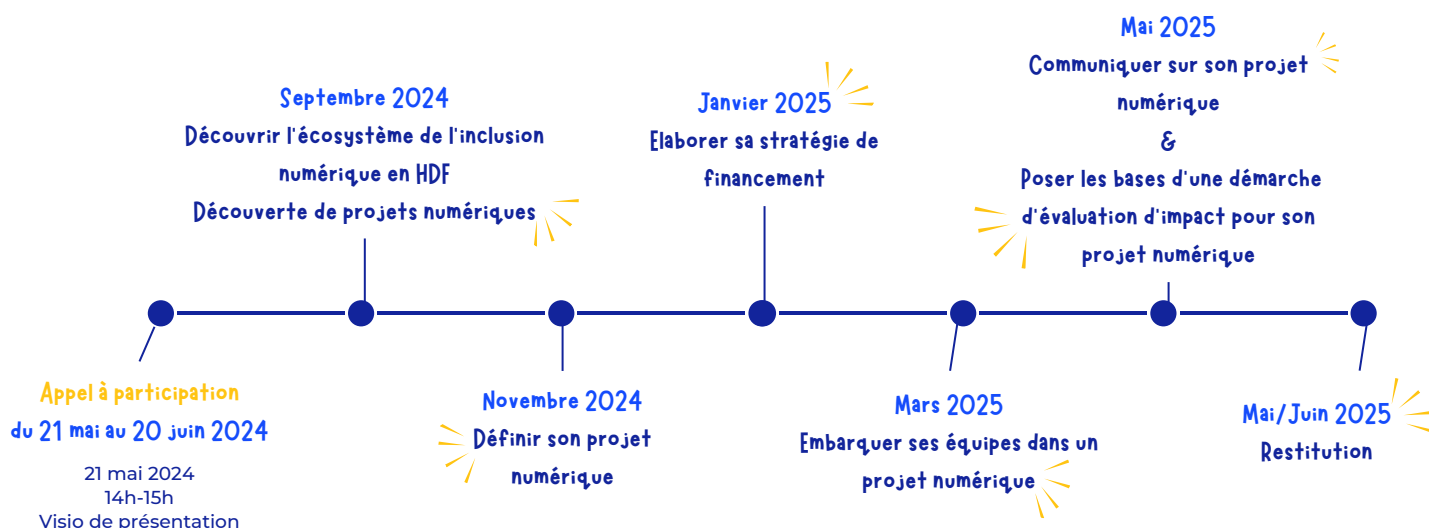 Appel à participation
du 21 mai au 20 juin 2024
21 mai 2024
14h-15h
Visio de présentation
Septembre 2024
Découvrir l'écosystème de l'inclusion
numérique en HDF
Découverte de projets numériques
Novembre 2024
Définir son projet
numérique
Janvier 2025
Elaborer sa stratégie de
financement
Mars 2025
Embarquer ses équipes dans un
projet numérique
Mai 2025
Communiquer sur son projet
numérique
&
Poser les bases d'une démarche
d'évaluation d'impact pour son
projet numérique
Mai/Juin 2025
Restitution